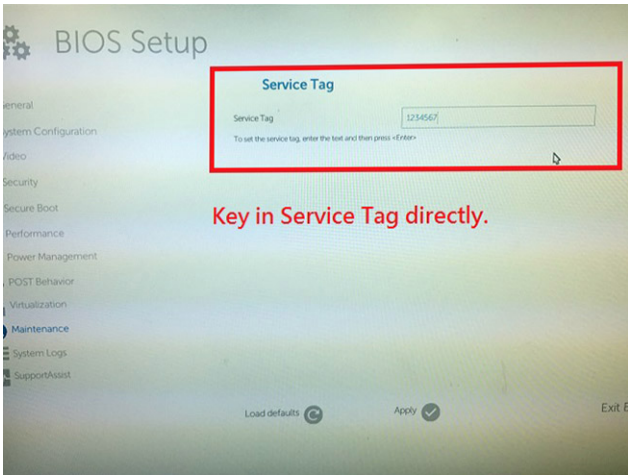 BIOS Setup
Service Tag
Service Tag
1234567
To set the service tag, enter the text and then press <Enter>
Key in Service Tag directly.
General
System Configuration
Video
Security
Secure Boot
Performance
Power Management
POST Behavior
Virtualization
Maintenance
System Logs
SupportAssist
Load defaults
Apply
Exit